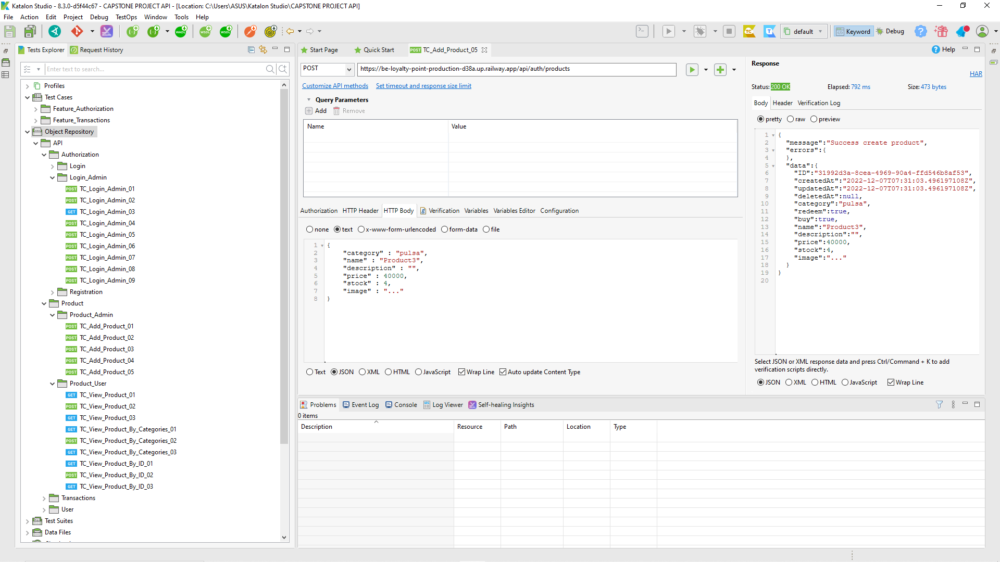 Katalon Studio - 8.3.0-d5f44c67 - CAPSTONE PROJECT API - [Location: C:\Users\ASUS\Katalon Studio\CAPSTONE PROJECT API]
File Action Edit Project Debug TestOps Window Tools Help
default Keyword Debug
Tests Explorer Request History
Enter text to search...
Profiles
Test Cases
Feature_Authorization
Feature_Transactions
Object Repository
API
Authorization
Login
Login_Admin
POST TC_Login_Admin_01
POST TC_Login_Admin_02
GET TC_Login_Admin_03
POST TC_Login_Admin_04
POST TC_Login_Admin_05
POST TC_Login_Admin_06
POST TC_Login_Admin_07
POST TC_Login_Admin_08
POST TC_Login_Admin_09
Registration
Product
Product_Admin
POST TC_Add_Product_01
POST TC_Add_Product_02
POST TC_Add_Product_03
POST TC_Add_Product_04
POST TC_Add_Product_05
Product_User
GET TC_View_Product_01
POST TC_View_Product_02
GET TC_View_Product_03
GET TC_View_Product_By_Categories_01
POST TC_View_Product_By_Categories_02
GET TC_View_Product_By_Categories_03
GET TC_View_Product_By_ID_01
POST TC_View_Product_By_ID_02
GET TC_View_Product_By_ID_03
Transactions
User
Test Suites
Data Files
Start Page Quick Start POST TC_Add_Product_05 Help
POST https://be-loyalty-point-production-d38a.up.railway.app/api/auth/products
Customize API methods Set timeout and response size limit
Query Parameters
Add Remove
Name Value
Authorization HTTP Header HTTP Body Verification Variables Variables Editor Configuration
none text x-www-form-urlencoded form-data file
1 {
2 "category" : "pulsa",
3 "name" : "Product3",
4 "description" : "",
5 "price" : 40000,
6 "stock" : 4,
7 "image" : "..."
8 }
Text JSON XML HTML JavaScript Wrap Line Auto update Content Type
Response
HAR
Status: 200 OK Elapsed: 792 ms Size: 473 bytes
Body Header Verification Log
pretty raw preview
1 {
2 "message":"Success create product",
3 "errors":{
4 },
5 "data":{
6 "ID":"31992d3a-8cea-4969-90a4-ffd546b8af53",
7 "createdAt":"2022-12-07T07:31:03.496197108Z",
8 "updatedAt":"2022-12-07T07:31:03.496197108Z",
9 "deletedAt":null,
10 "category":"pulsa",
11 "redeem":true,
12 "buy":true,
13 "name":"Product3",
14 "description":"",
15 "price":40000,
16 "stock":4,
17 "image":"..."
18 }
19 }
20
Select JSON or XML response data and press Ctrl/Command + K to add
verification scripts directly.
JSON XML HTML JavaScript Wrap Line
Problems Event Log Console Log Viewer Self-healing Insights
0 items
Description Resource Path Location Type